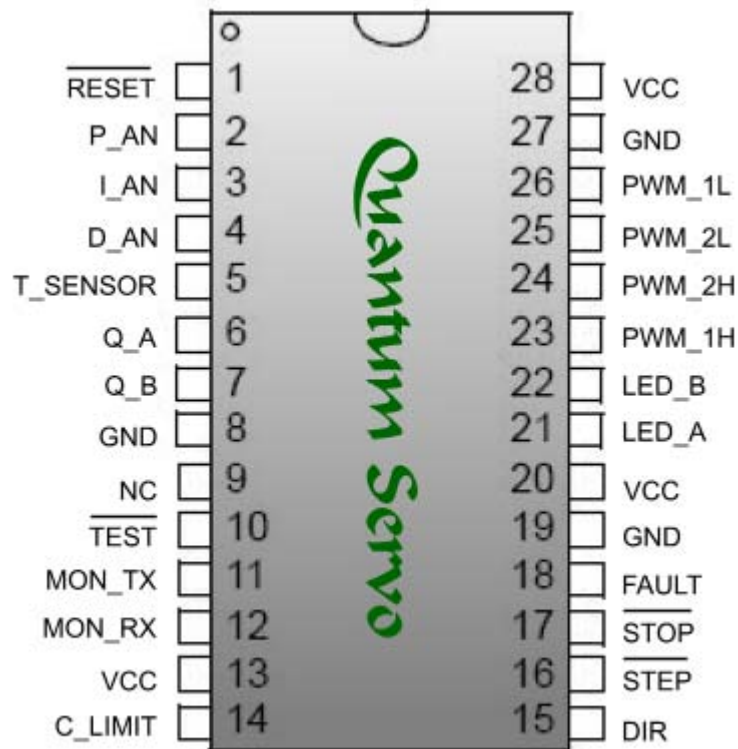 RESET 1 28 VCC
P_AN 2 27 GND
I_AN 3 26 PWM_1L
D_AN 4 25 PWM_2L
T_SENSOR 5 24 PWM_2H
Q_A 6 23 PWM_1H
Q_B 7 22 LED_B
GND 8 21 LED_A
NC 9 20 VCC
TEST 10 19 GND
MON_TX 11 18 FAULT
MON_RX 12 17 STOP
VCC 13 16 STEP
C_LIMIT 14 15 DIR
Quantum Servo